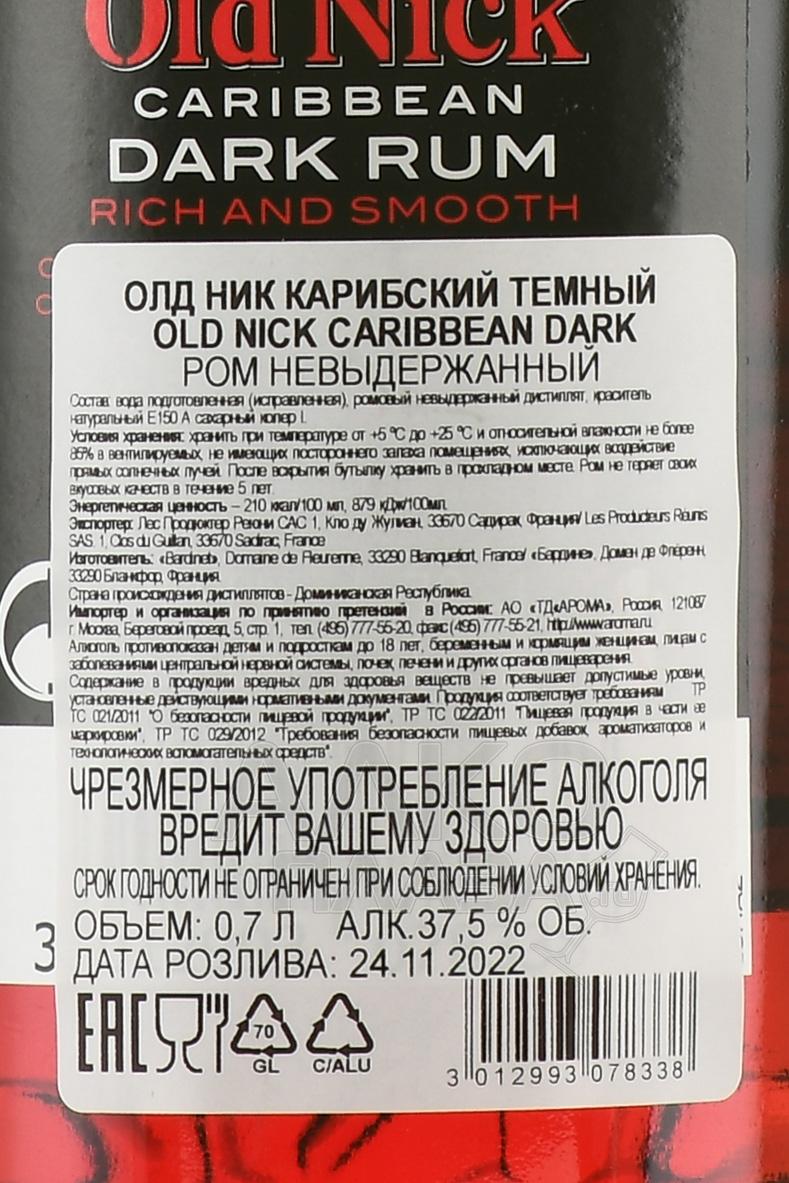 Old Nick
CARIBBEAN
DARK RUM
RICH AND SMOOTH
ОЛД НИК КАРИБСКИЙ ТЕМНЫЙ
OLD NICK CARIBBEAN DARK
РОМ НЕВЫДЕРЖАННЫЙ
Состав: вода подготовленная (исправленная), ромовый невыдержанный дистиллят, краситель
натуральный Е150 А сахарный колер I.
Условия хранения: хранить при температуре от +5 °С до +25 °С и относительной влажности не более
85% в вентилируемых, не имеющих постороннего запаха помещениях, исключающих воздействие
прямых солнечных лучей. После вскрытия бутылку хранить в прохладном месте. Ром не теряет своих
вкусовых качеств в течение 5 лет.
Энергетическая ценность – 210 ккал/100 мл, 879 кДж/100мл.
Экспортер: Лес Продюктер Реюни САС 1, Кло ду Жулиан, 33670 Садирак, Франция/ Les Producteurs Reunis
SAS. 1, Clos du Guillan, 33670 Sadirac, France
Изготовитель: «Bardinet», Domaine de Fleurenne, 33290 Blanquefort, France/ «Бардине», Домен де Флёренн,
33290 Бланкфор, Франция.
Страна происхождения дистиллятов - Доминиканская Республика.
Импортер и организация по принятию претензий в России: АО «ТД«АРОМА», Россия, 121087
г. Москва, Береговой проезд, 5, стр. 1, тел. (495) 777-55-20, факс (495) 777-55-21, http://www.aroma.ru.
Алкоголь противопоказан детям и подросткам до 18 лет, беременным и кормящим женщинам, лицам с
заболеваниями центральной нервной системы, почек, печени и других органов пищеварения.
Содержание в продукции вредных для здоровья веществ не превышает допустимые уровни,
установленные действующими нормативными документами. Продукция соответствует требованиям ТР
ТС 021/2011 "О безопасности пищевой продукции", ТР ТС 022/2011 "Пищевая продукция в части ее
маркировки", ТР ТС 029/2012 "Требования безопасности пищевых добавок, ароматизаторов и
технологических вспомогательных средств".
ЧРЕЗМЕРНОЕ УПОТРЕБЛЕНИЕ АЛКОГОЛЯ
ВРЕДИТ ВАШЕМУ ЗДОРОВЬЮ
СРОК ГОДНОСТИ НЕ ОГРАНИЧЕН ПРИ СОБЛЮДЕНИИ УСЛОВИЙ ХРАНЕНИЯ.
ОБЪЕМ: 0,7 Л АЛК.37,5 % ОБ.
ДАТА РОЗЛИВА: 24.11.2022
EAC 70
GL C/ALU
3 012993 078338
3